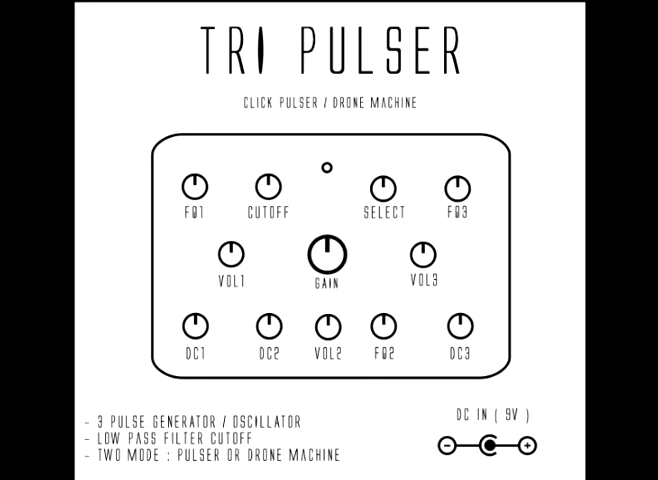 TRI PULSER
CLICK PULSER / DRONE MACHINE
FQ1 CUTOFF SELECT FQ3
VOL1 GAIN VOL3
DC1 DC2 VOL2 FQ2 DC3
DC IN ( 9V )
- 3 PULSE GENERATOR / OSCILLATOR
- LOW PASS FILTER CUTOFF
- TWO MODE : PULSER OR DRONE MACHINE